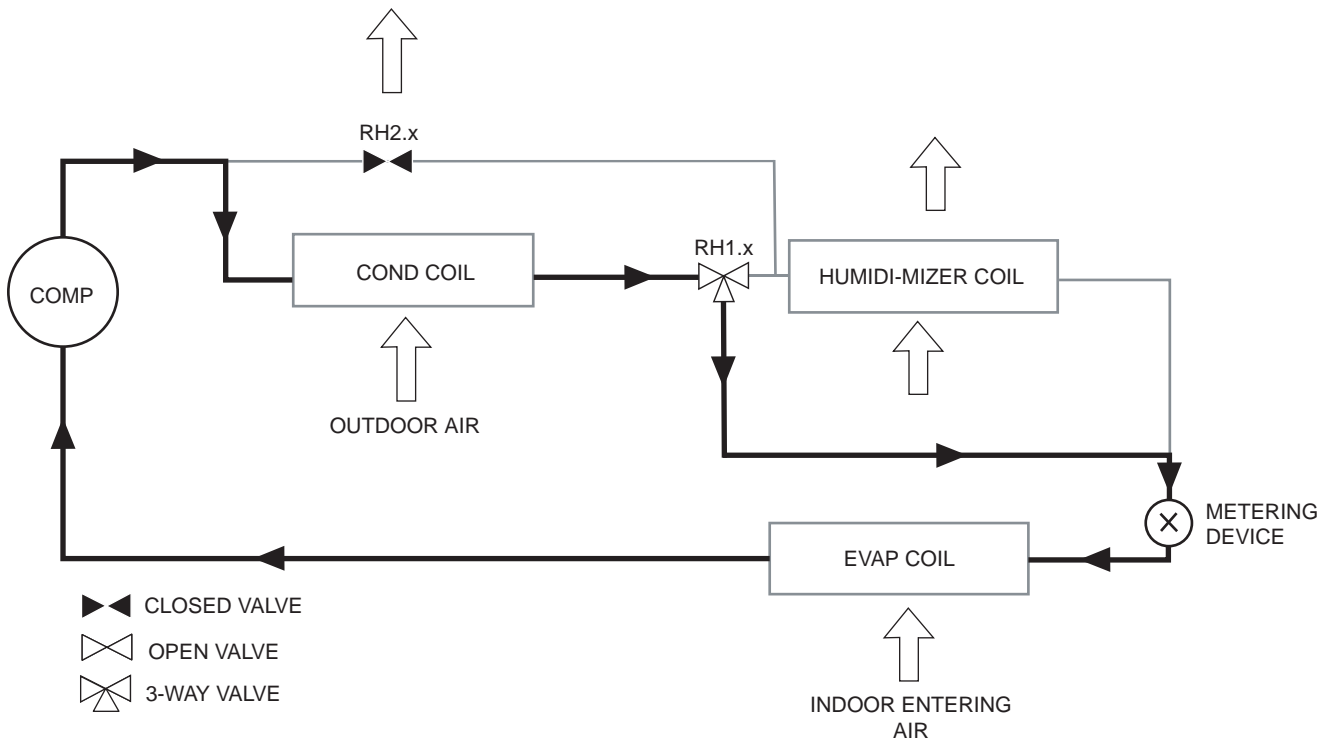 RH2.x
RH1.x
COMP
COND COIL
HUMIDI-MIZER COIL
OUTDOOR AIR
METERING
DEVICE
EVAP COIL
CLOSED VALVE
OPEN VALVE
3-WAY VALVE
INDOOR ENTERING
AIR